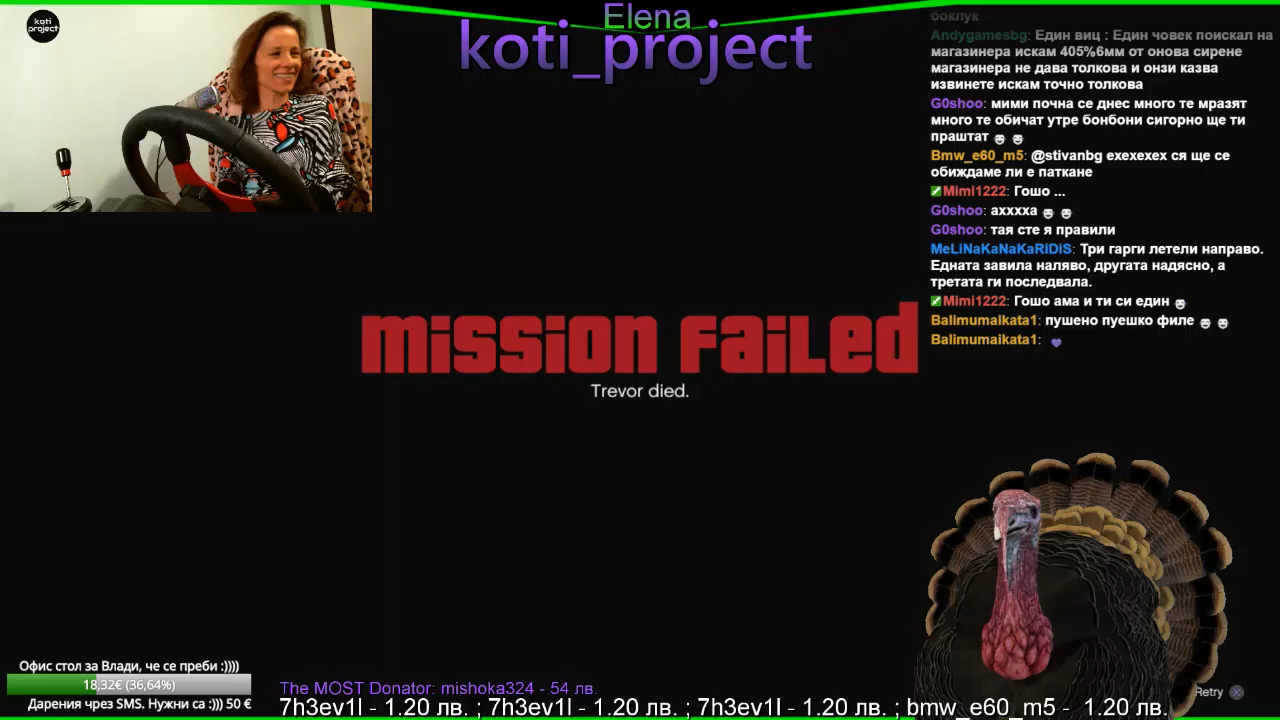 koti
project
Elena
koti_project
боклук
Andygamesbg: Един виц : Един човек поискал на
магазинера искам 405%6мм от онова сирене
магазинера не дава толкова и онзи казва
извинете искам точно толкова
G0shoo: мими почна се днес много те мразят
много те обичат утре бонбони сигорно ще ти
праштат
Bmw_e60_m5: @stivanbg ехехехех ся ще се
обиждаме ли е паткане
Mimi1222: Гошо ...
G0shoo: ахххха
G0shoo: тая сте я правили
MeLiNaKaNaKaRiDiS: Три гарги летели направо.
Едната завила наляво, другата надясно, а
третата ги последвала.
Mimi1222: Гошо ама и ти си един
Balimumaikata1: пушено пуешко филе
Balimumaikata1:
mission failed
Trevor died.
Retry
Офис стол за Влади, че се преби :))))
18,32€ (36,64%)
Дарения чрез SMS. Нужни са :))) 50 €
The MOST Donator: mishoka324 - 54 лв.
7h3ev1l - 1.20 лв. ; 7h3ev1l - 1.20 лв. ; 7h3ev1l - 1.20 лв. ; bmw_e60_m5 - 1.20 лв.